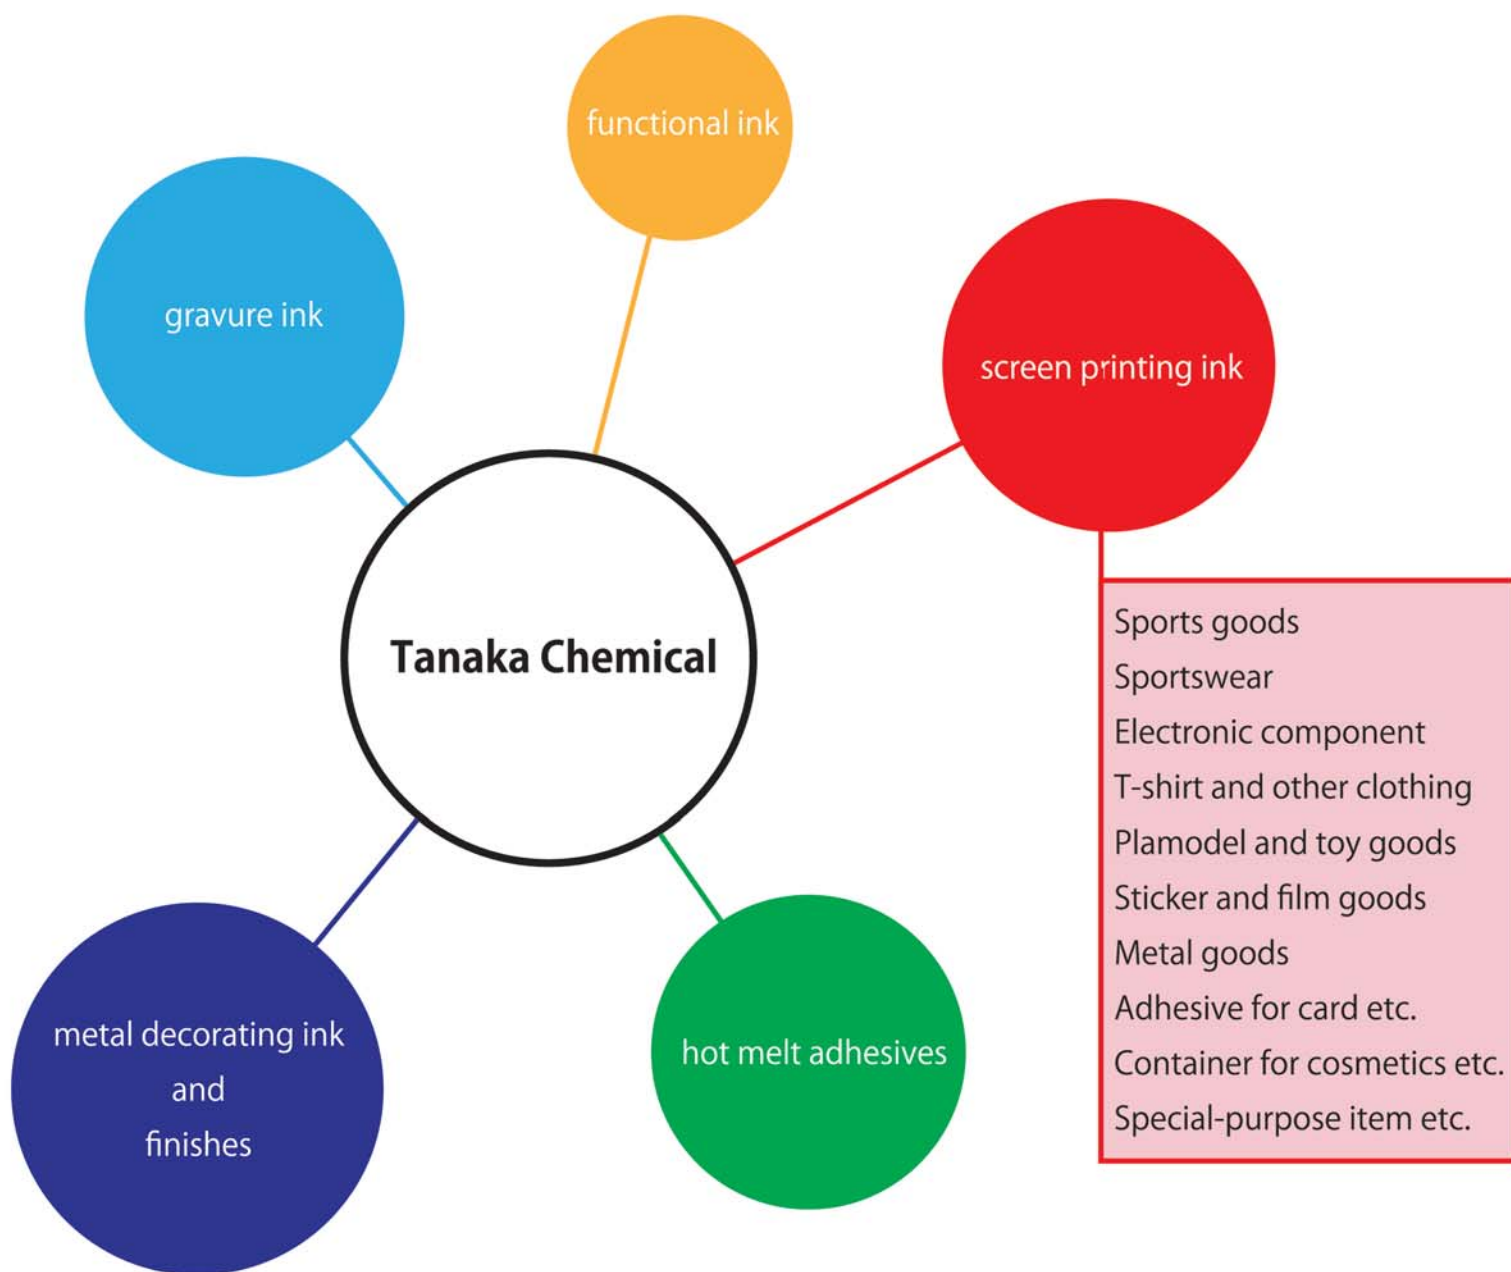 functional ink
gravure ink
screen printing ink
Tanaka Chemical
Sports goods
Sportswear
Electronic component
T-shirt and other clothing
Plamodel and toy goods
Sticker and film goods
Metal goods
Adhesive for card etc.
Container for cosmetics etc.
Special-purpose item etc.
metal decorating ink
and
finishes
hot melt adhesives